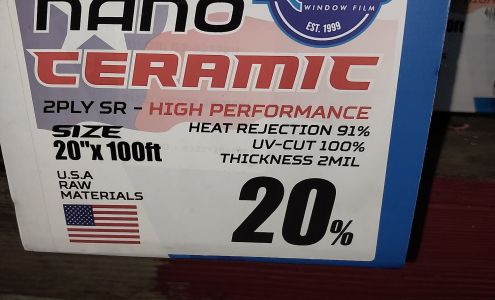 NANO
WINDOW FILM
EST. 1999
CERAMIC
2PLY SR - HIGH PERFORMANCE
SIZE
20"x 100ft
HEAT REJECTION 91%
UV-CUT 100%
THICKNESS 2MIL
U.S.A
RAW
MATERIALS
20%